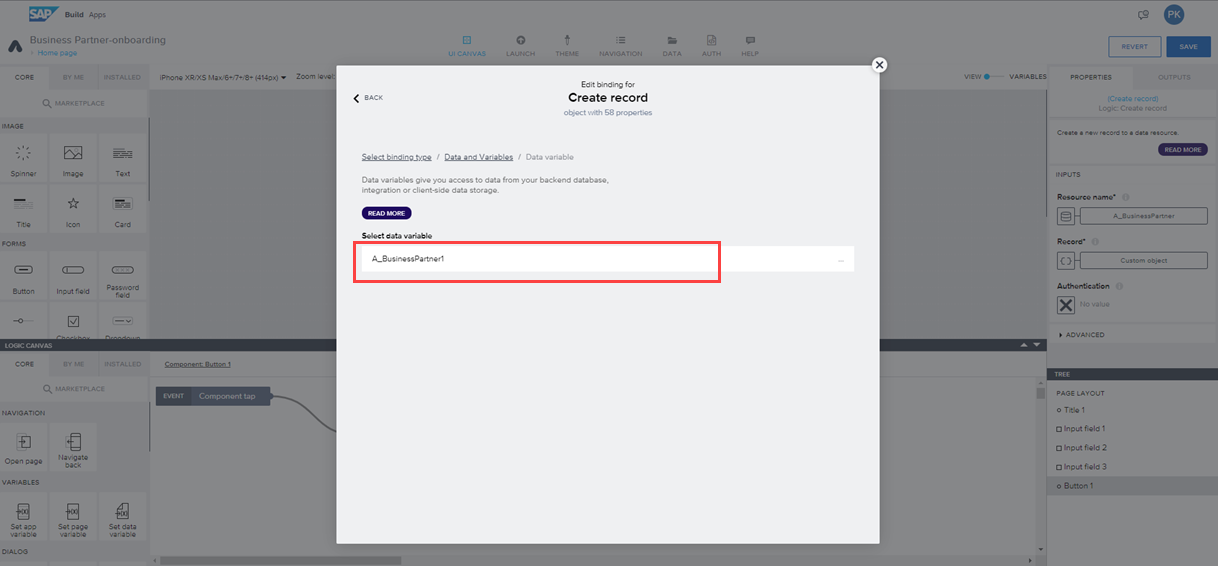 SAP Build Apps
PK
Business Partner-onboarding
Home page
UI CANVAS LAUNCH THEME NAVIGATION DATA AUTH HELP
REVERT SAVE
CORE BY ME INSTALLED
iPhone XR/XS Max/6+/7+/8+ (414px) Zoom level:
VIEW VARIABLES
PROPERTIES OUTPUTS
MARKETPLACE
IMAGE
Spinner Image Text
Title Icon Card
FORMS
Button Input field Password field
Checkbox Dropdown
Edit binding for
BACK
Create record
object with 58 properties
Select binding type / Data and Variables / Data variable
Data variables give you access to data from your backend database,
integration or client-side data storage.
READ MORE
Select data variable
A_BusinessPartner1 ...
(Create record)
Logic: Create record
Create a new record to a data resource.
READ MORE
INPUTS
Resource name*
A_BusinessPartner
Record*
Custom object
Authentication
No value
ADVANCED
LOGIC CANVAS
CORE BY ME INSTALLED
Component: Button 1
MARKETPLACE
EVENT Component tap
NAVIGATION
Open page Navigate back
VARIABLES
Set app variable Set page variable Set data variable
DIALOG
TREE
PAGE LAYOUT
Title 1
Input field 1
Input field 2
Input field 3
Button 1